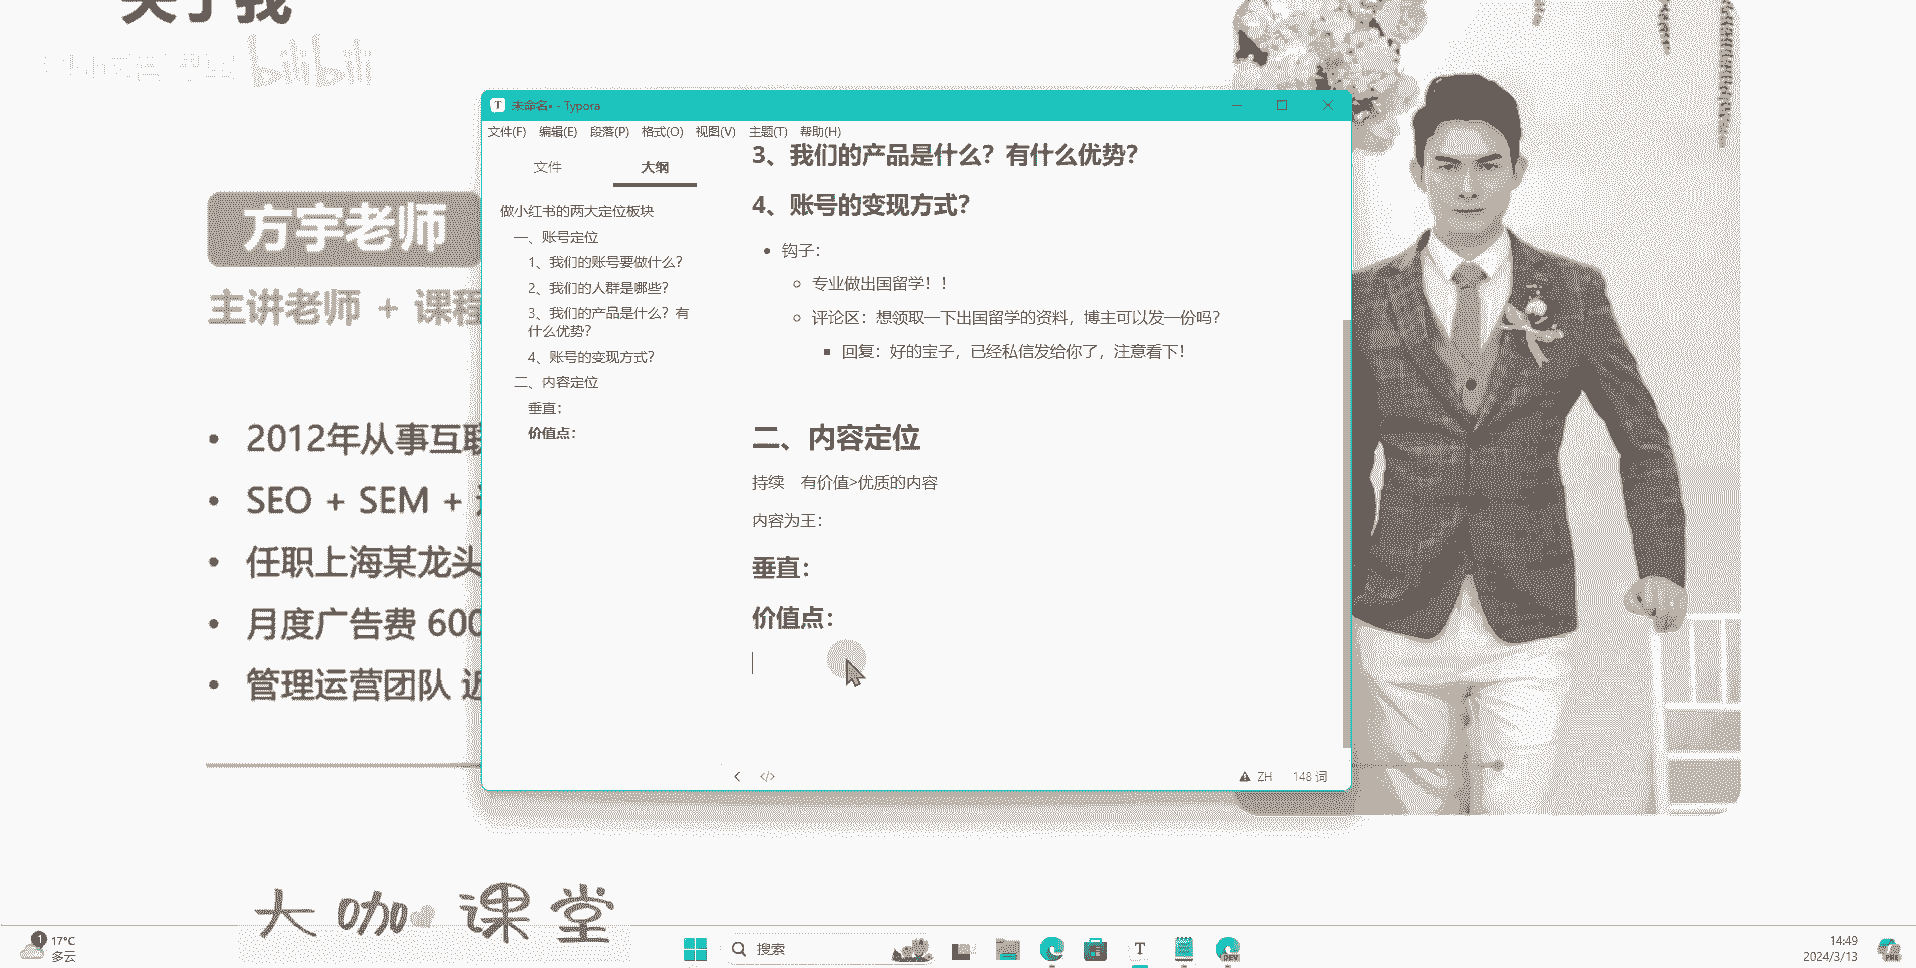 关于我
bilibili
未命名• - Typora
文件(F) 编辑(E) 段落(P) 格式(O) 视图(V) 主题(T) 帮助(H)
文件 大纲
做小红书的两大定位板块
一、账号定位
1、我们的账号要做什么？
2、我们的人群是哪些？
3、我们的产品是什么？有
什么优势？
4、账号的变现方式？
二、内容定位
垂直：
价值点：
3、我们的产品是什么？有什么优势？
4、账号的变现方式？
钩子：
专业做出国留学！！
评论区：想领取一下出国留学的资料，博主可以发一份吗？
回复：好的宝子，已经私信发给你了，注意看下！
二、内容定位
持续 有价值>优质的内容
内容为王：
垂直：
价值点：
ZH 148 词
方宇老师
主讲老师 + 课程
2012年从事互联
SEO + SEM +
任职上海某龙头
月度广告费 600
管理运营团队 近
大咖课堂
1
17°C
多云
搜索
T
DEV
14:49
2024/3/13
PRE